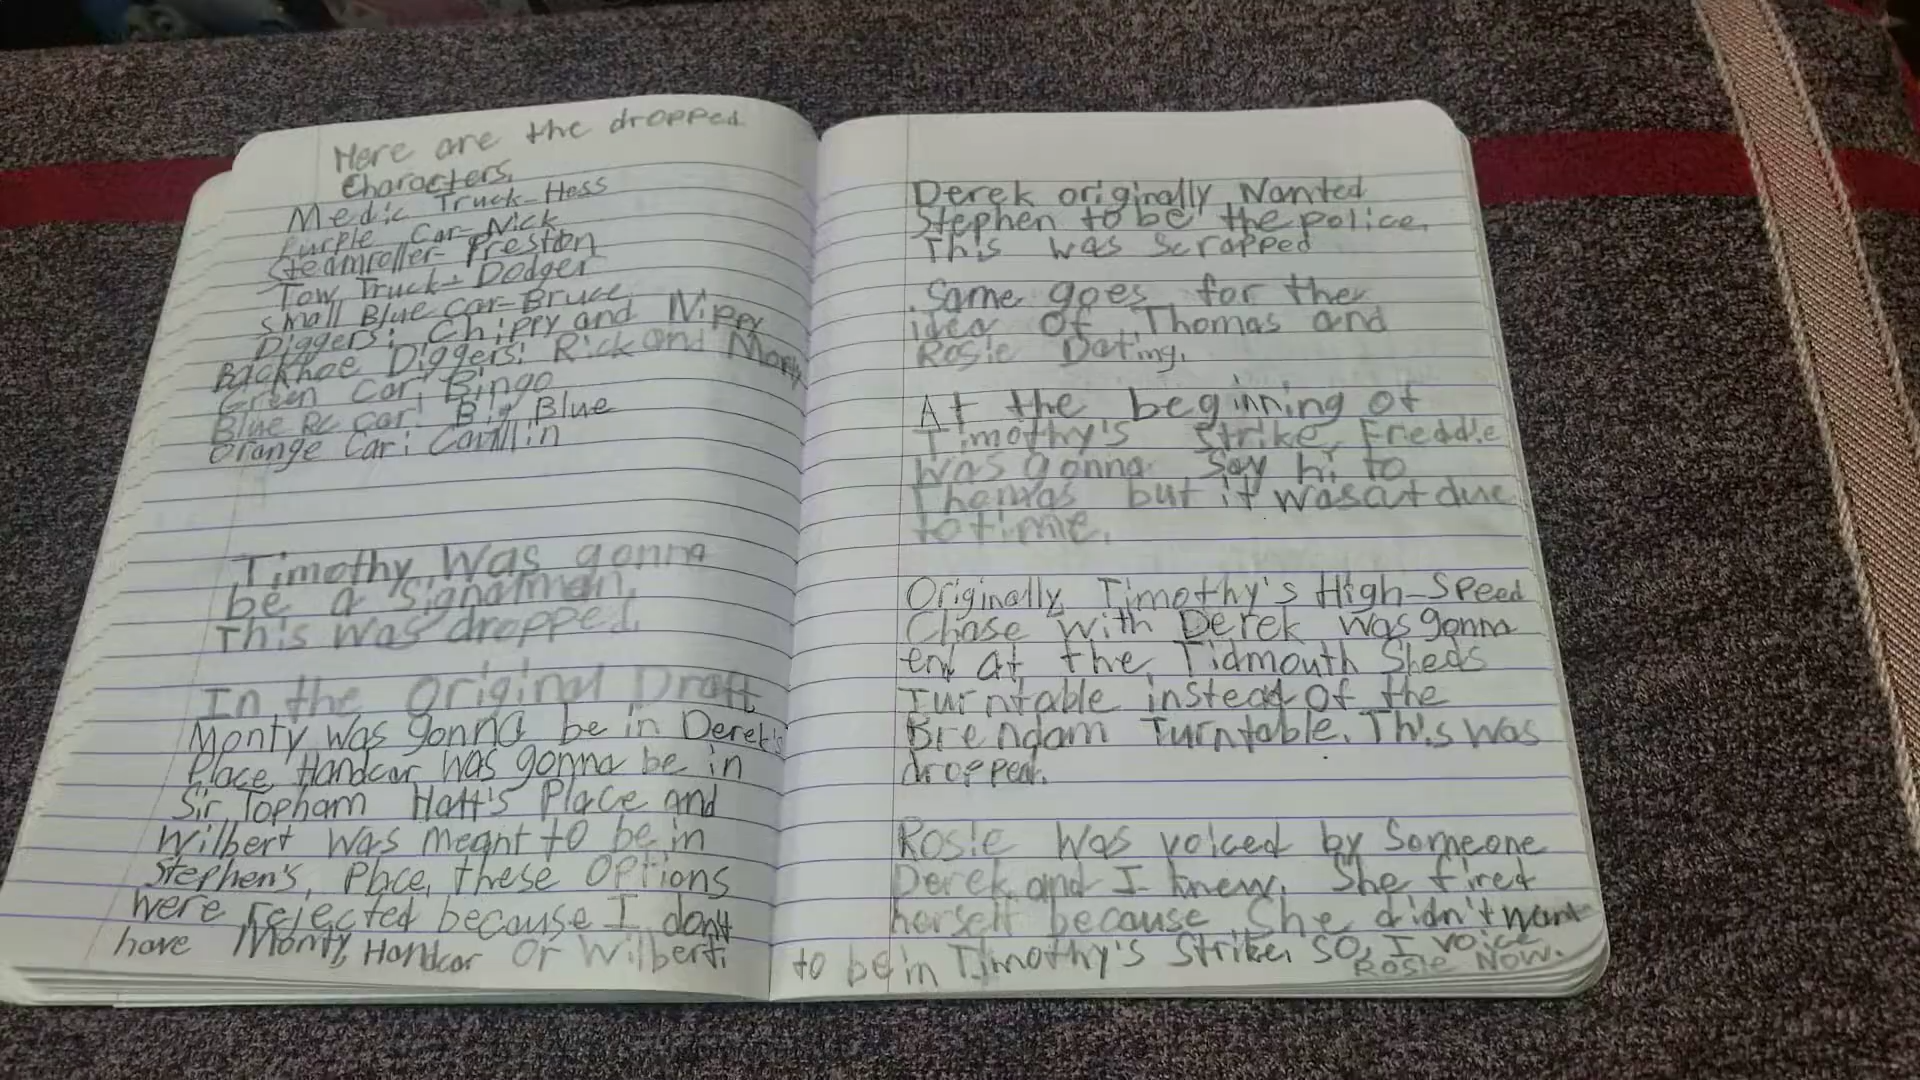 Here are the dropped
Characters.
Medic Truck-Hess
Purple Car-Nick
Steamroller-Preston
Tow Truck-Dodger
Small Blue Car-Bruce
Diggers: Chippy and Nippy
Backhoe Diggers: Rick and
Green Car: Bingo
Blue Rc car: Big Blue
Orange Car:
Timothy Was gonna
be a Signalman.
This was dropped.
In the Original Draft
Monty was gonna be in Derek's
Place, Handcar was gonna be in
Sir Topham Hatt's Place and
Wilbert was meant to be in
Stephen's, Place, these Options
were rejected because I dont
have Monty, Handcar Or Wilbert.
Derek originally Wanted
Stephen to be the police.
This was scrapped
Same goes for the
idea Of Thomas and
Rosie Dating.
At the beginning of
Timothy's Strike, Freddie
was gonna say hi to
Thomas but it was cut due
to time.
Originally, Timothy's High-Speed
Chase with Derek was gonna
end at the Tidmouth Sheds
Turntable instead Of the
Brendam Turntable. This was
dropped.
Rosie was voiced by Someone
Derek and I knew. She fired
herself because She didn't want
to be in Timothy's Strike, So, I voice
Rosie Now.